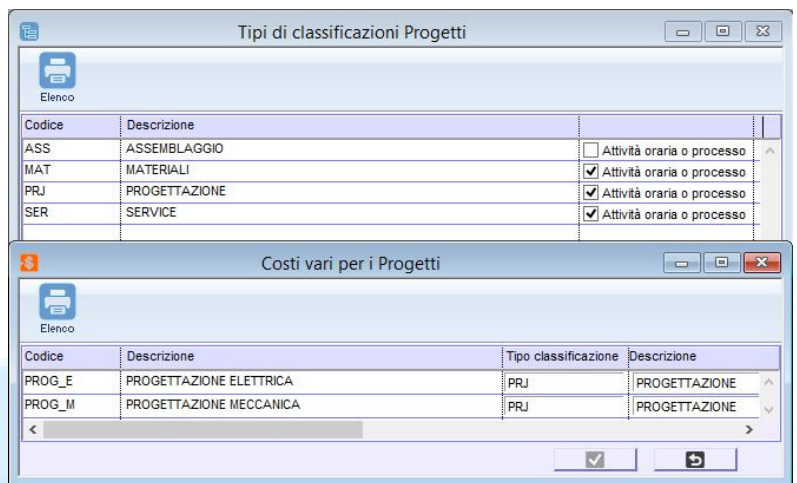 Tipi di classificazioni Progetti
Elenco
Codice Descrizione
ASS ASSEMBLAGGIO Attività oraria o processo
MAT MATERIALI Attività oraria o processo
PRJ PROGETTAZIONE Attività oraria o processo
SER SERVICE Attività oraria o processo
Costi vari per i Progetti
Elenco
Codice Descrizione Tipo classificazione Descrizione
PROG_E PROGETTAZIONE ELETTRICA PRJ PROGETTAZIONE
PROG_M PROGETTAZIONE MECCANICA PRJ PROGETTAZIONE